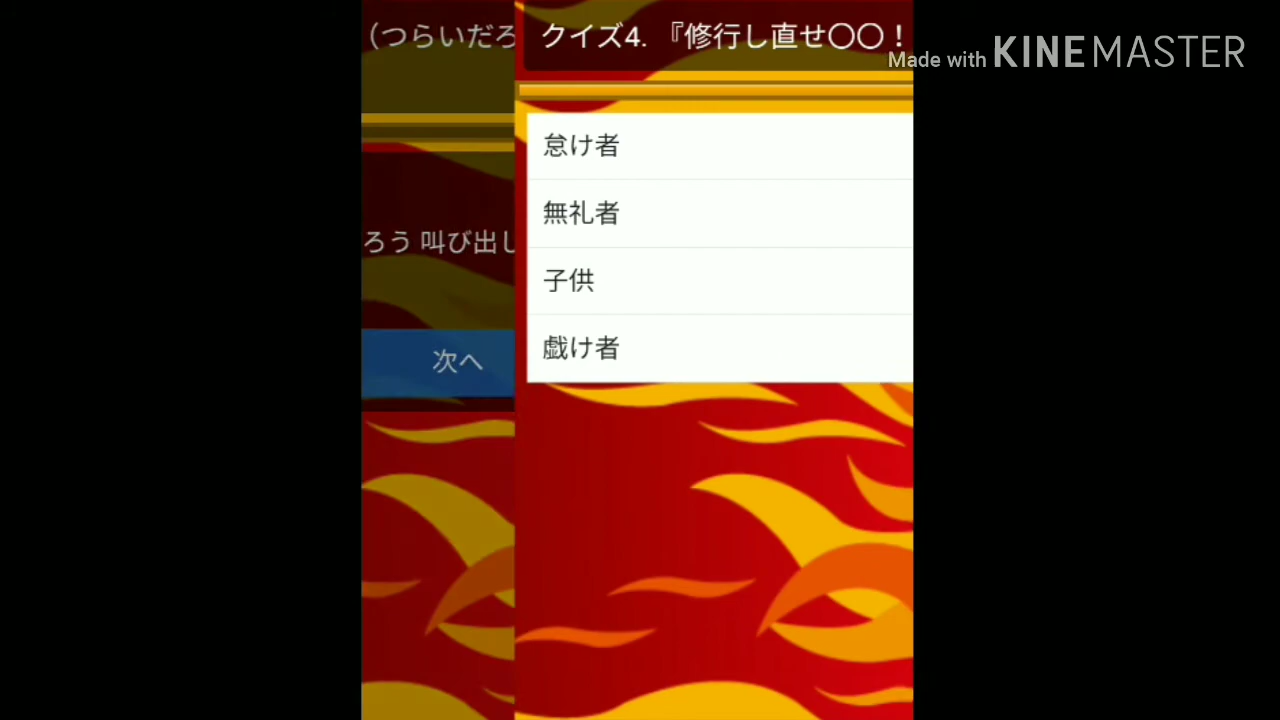 (つらいだろ
ろう 叫び出し
次へ
クイズ4. 『修行し直せ〇〇！
Made with KINEMASTER
怠け者
無礼者
子供
戯け者